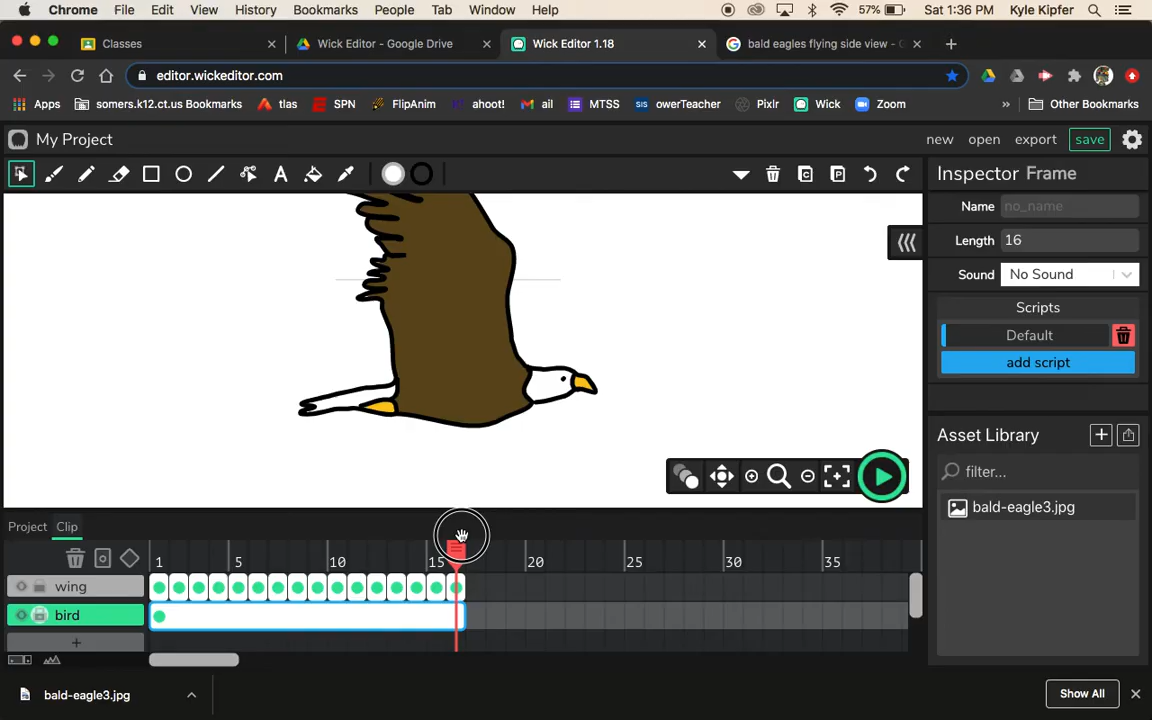 Chrome File Edit View History Bookmarks People Tab Window Help 57% Sat 1:36 PM Kyle Kipfer
Classes Wick Editor - Google Drive Wick Editor 1.18 bald eagles flying side view -
editor.wickeditor.com
Apps somers.k12.ct.us Bookmarks tlas SPN FlipAnim ahoot! ail MTSS SIS owerTeacher Pixlr Wick Zoom » Other Bookmarks
My Project new open export save
Inspector Frame
Name no_name
Length 16
Sound No Sound
Scripts
Default
add script
Asset Library
filter...
bald-eagle3.jpg
Project Clip
1 5 10 15 20 25 30 35
wing
bird
bald-eagle3.jpg Show All